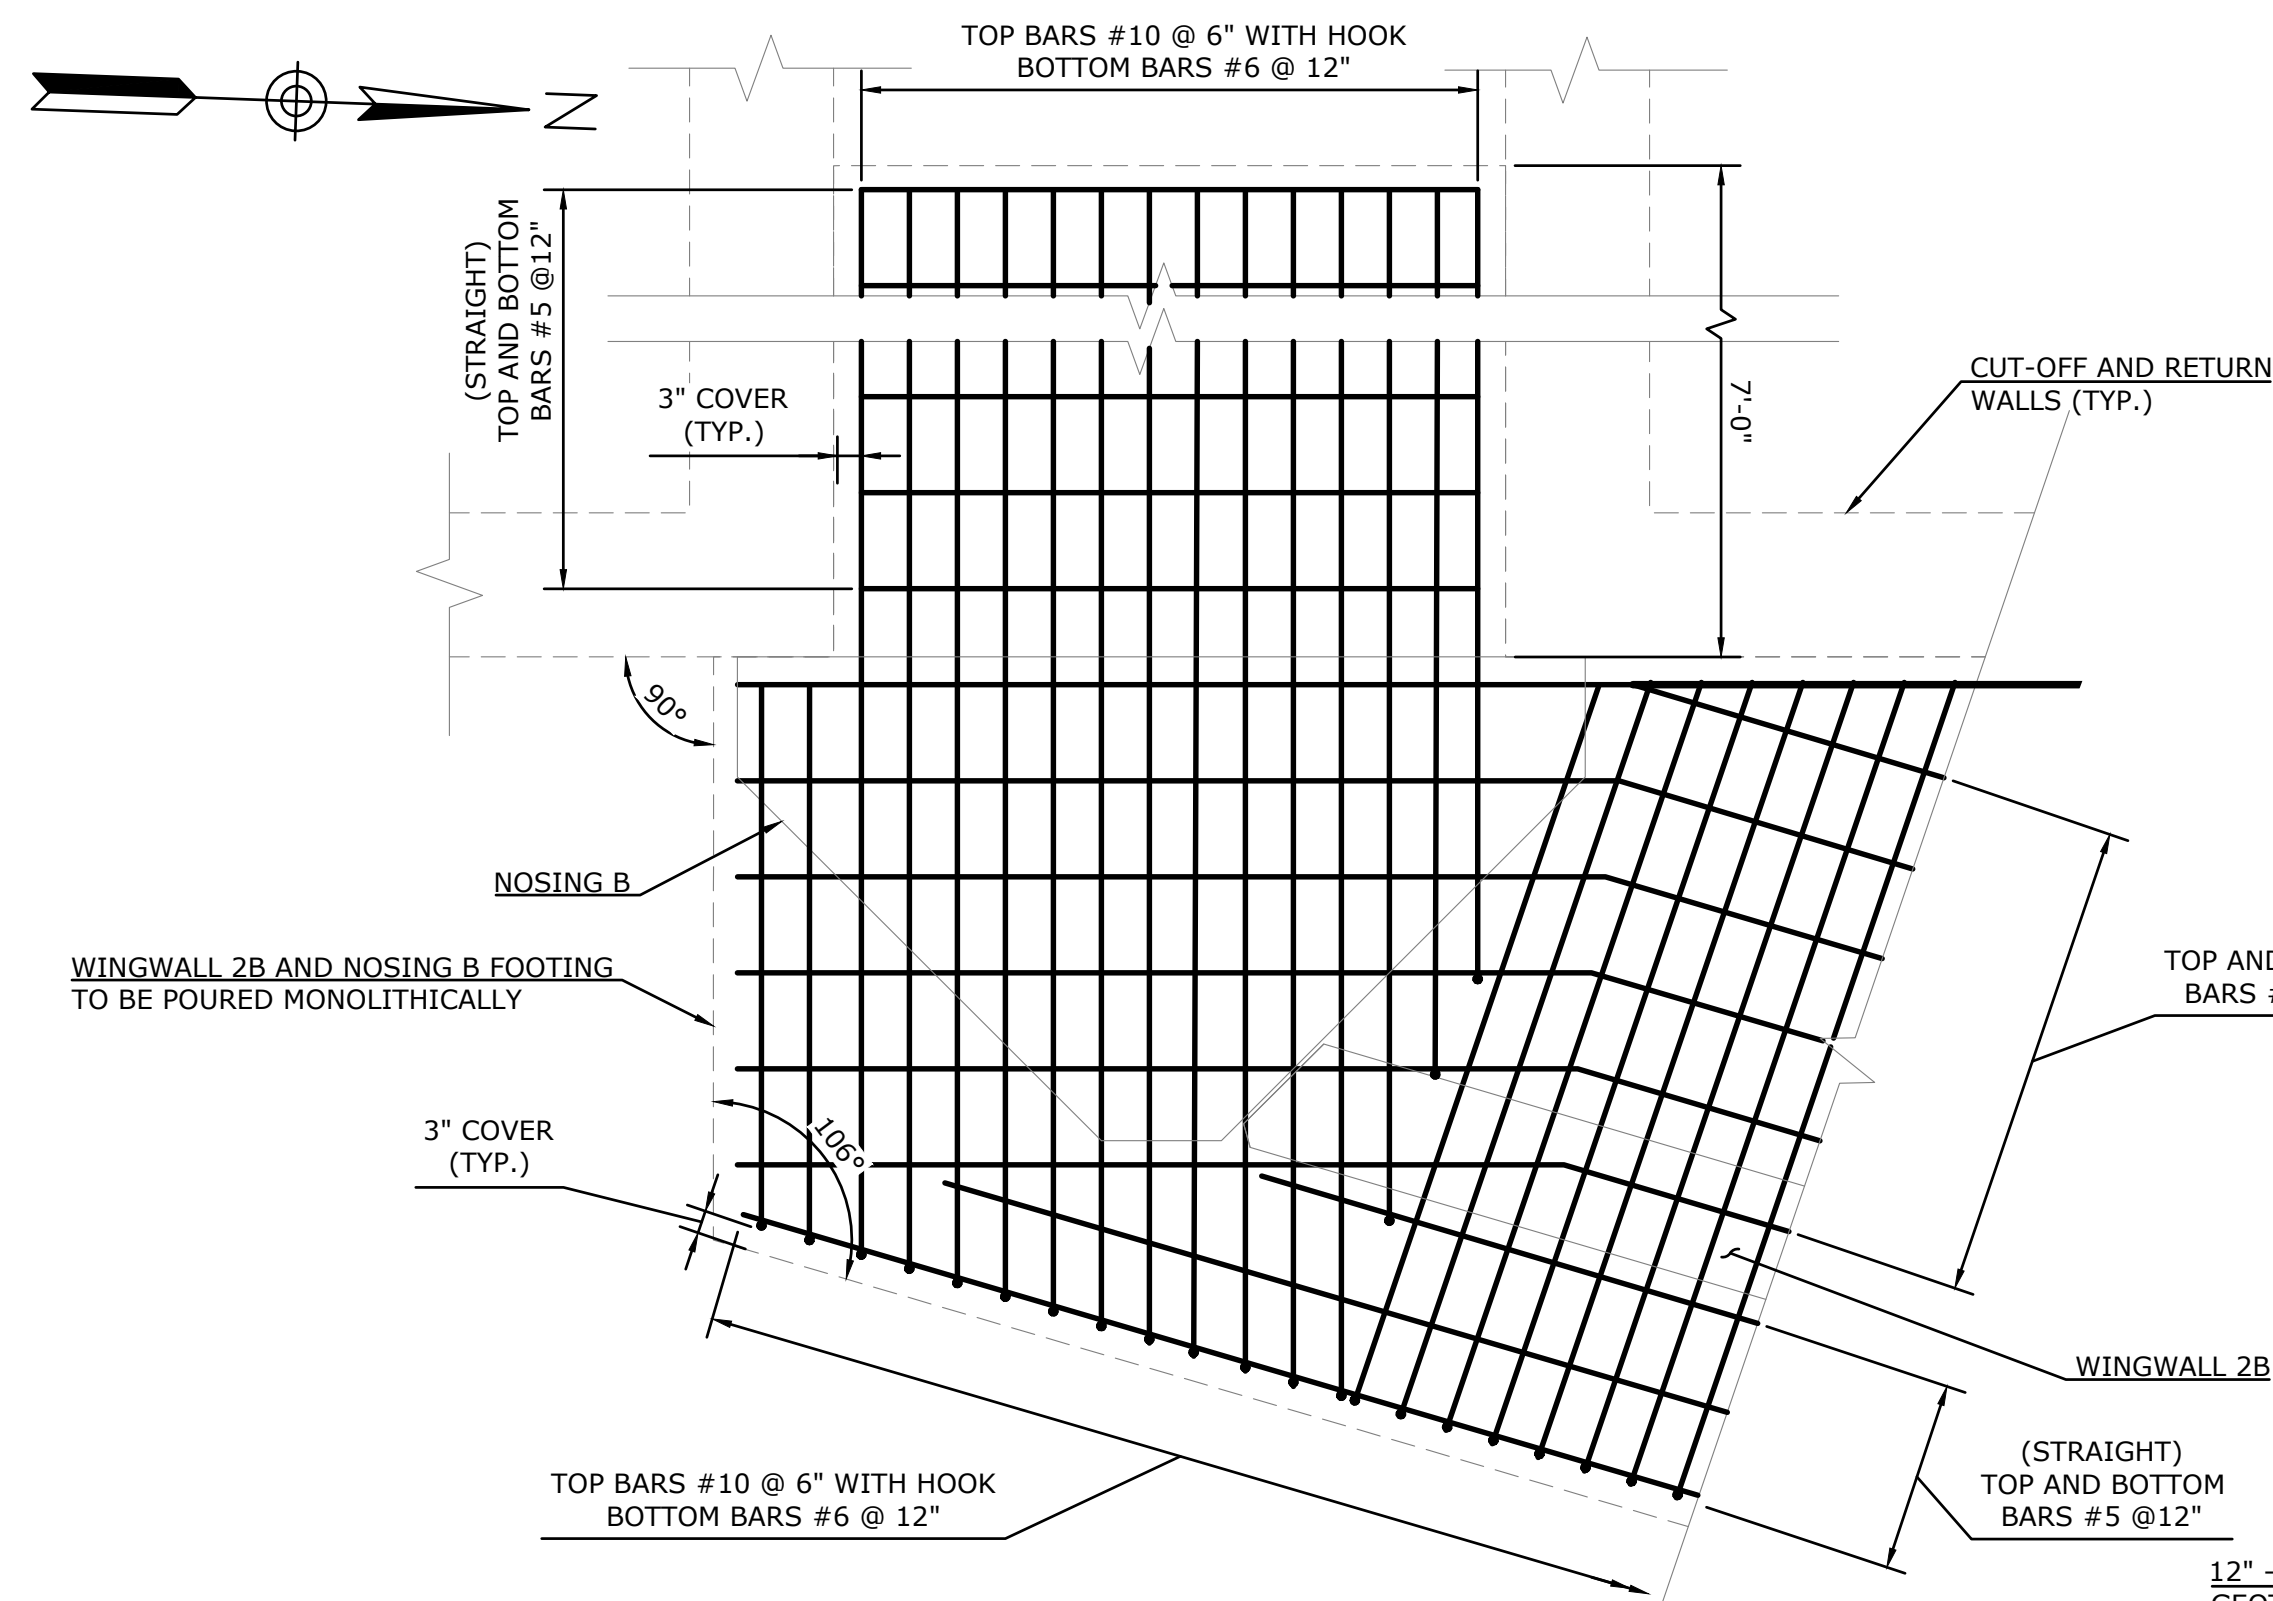 TOP BARS #10 @ 6" WITH HOOK
BOTTOM BARS #6 @ 12"
N
(STRAIGHT)
TOP AND BOTTOM
BARS #5 @12"
3" COVER
(TYP.)
7'-0"
CUT-OFF AND RETURN
WALLS (TYP.)
90°
NOSING B
WINGWALL 2B AND NOSING B FOOTING
TO BE POURED MONOLITHICALLY
TOP AND
BARS #
3" COVER
(TYP.)
106°
WINGWALL 2B
TOP BARS #10 @ 6" WITH HOOK
BOTTOM BARS #6 @ 12"
(STRAIGHT)
TOP AND BOTTOM
BARS #5 @12"
12" -